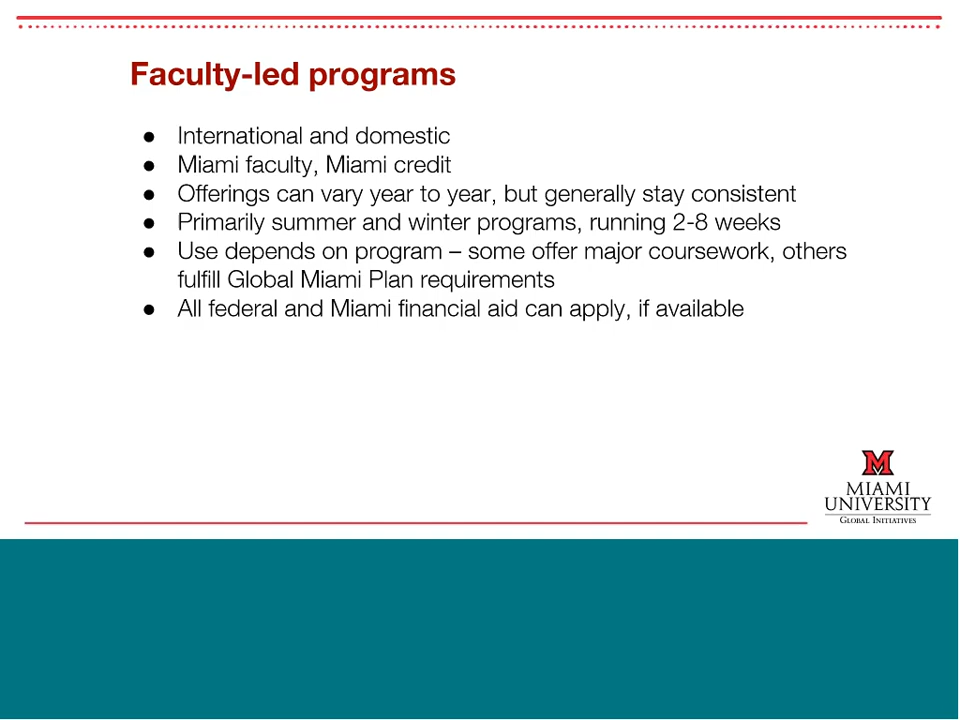 Faculty-led programs
● International and domestic
● Miami faculty, Miami credit
● Offerings can vary year to year, but generally stay consistent
● Primarily summer and winter programs, running 2-8 weeks
● Use depends on program – some offer major coursework, others
fulfill Global Miami Plan requirements
● All federal and Miami financial aid can apply, if available
M
MIAMI
UNIVERSITY
GLOBAL INITIATIVES